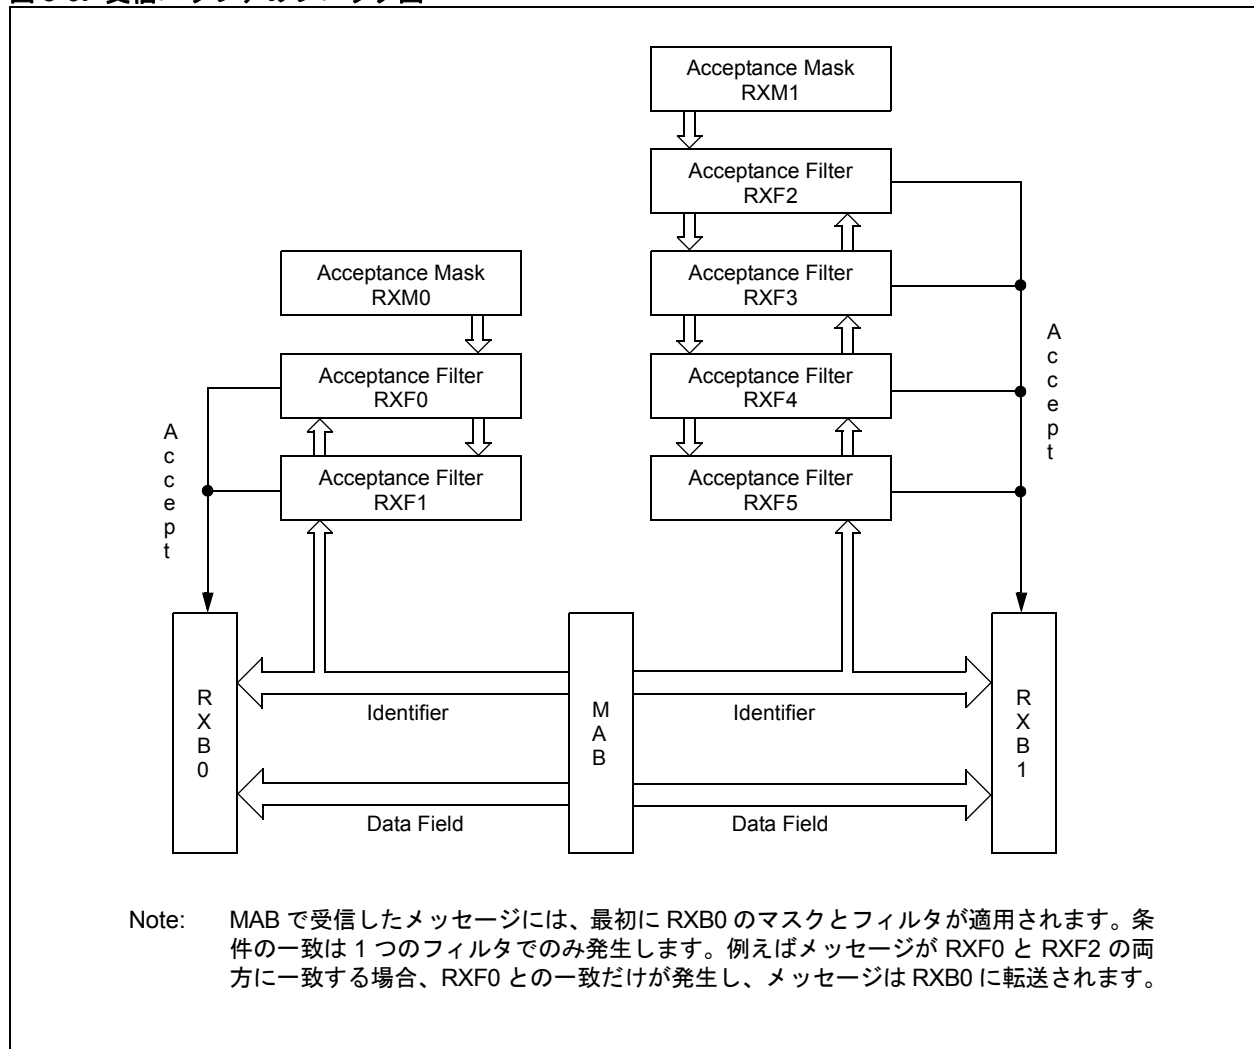 Acceptance Mask
RXM1
Acceptance Filter
RXF2
Acceptance Mask
RXM0
Acceptance Filter
RXF3
Acceptance Filter
RXF0
Acceptance Filter
RXF4
Accept
Acceptance Filter
RXF1
Acceptance Filter
RXF5
Accept
RXB0
Identifier
MAB
Identifier
RXB1
Data Field
Data Field
Note: MAB で受信したメッセージには、最初に RXB0 のマスクとフィルタが適用されます。条
件の一致は 1 つのフィルタでのみ発生します。例えばメッセージが RXF0 と RXF2 の両
方に一致する場合、RXF0 との一致だけが発生し、メッセージは RXB0 に転送されます。